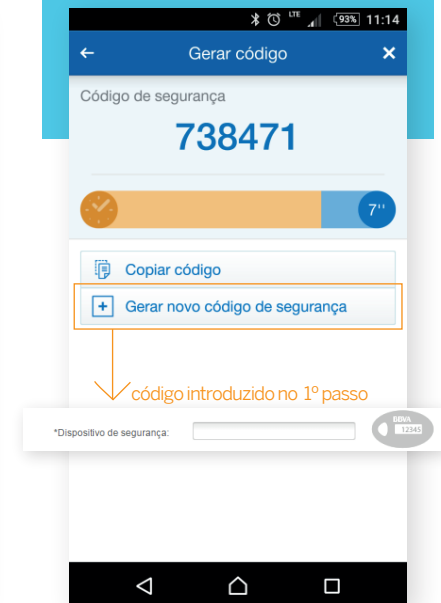 LTE 93% 11:14
Gerar código
Código de segurança
738471
7''
Copiar código
Gerar novo código de segurança
código introduzido no 1º passo
*Dispositivo de segurança:
BBVA
12345